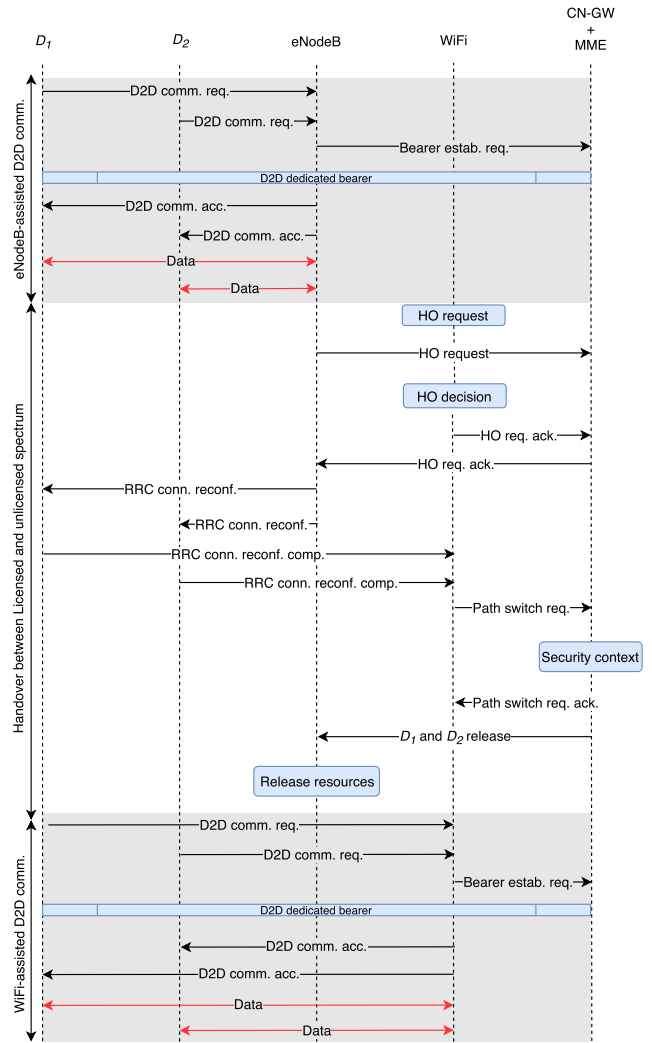 CN-GW
+
MME
D1
D2
eNodeB
WiFi
eNodeB-assisted D2D comm.
D2D comm. req.
D2D comm. req.
Bearer estab. req.
D2D dedicated bearer
D2D comm. acc.
D2D comm. acc.
Data
Data
Handover between Licensed and unlicensed spectrum
HO request
HO request
HO decision
HO req. ack.
HO req. ack.
RRC conn. reconf.
RRC conn. reconf.
RRC conn. reconf. comp.
RRC conn. reconf. comp.
Path switch req.
Security context
Path switch req. ack.
D1 and D2 release
Release resources
WiFi-assisted D2D comm.
D2D comm. req.
D2D comm. req.
Bearer estab. req.
D2D dedicated bearer
D2D comm. acc.
D2D comm. acc.
Data
Data